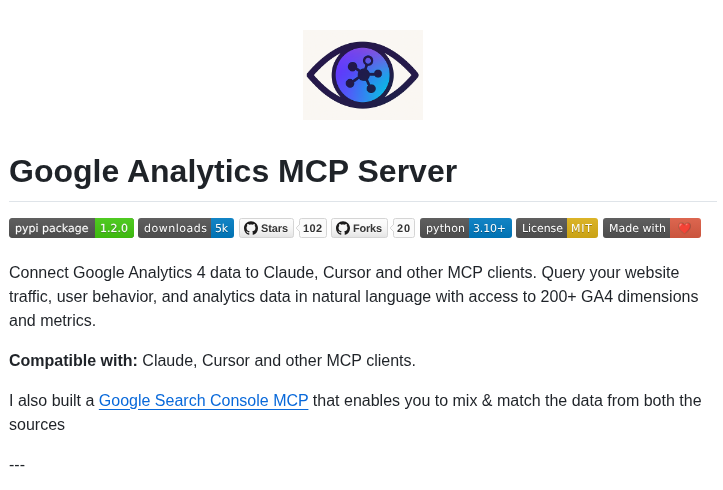 Google Analytics MCP Server
pypi package 1.2.0 downloads 5k Stars 102 Forks 20 python 3.10+ License MIT Made with ❤️
Connect Google Analytics 4 data to Claude, Cursor and other MCP clients. Query your website
traffic, user behavior, and analytics data in natural language with access to 200+ GA4 dimensions
and metrics.
Compatible with: Claude, Cursor and other MCP clients.
I also built a Google Search Console MCP that enables you to mix & match the data from both the
sources
---